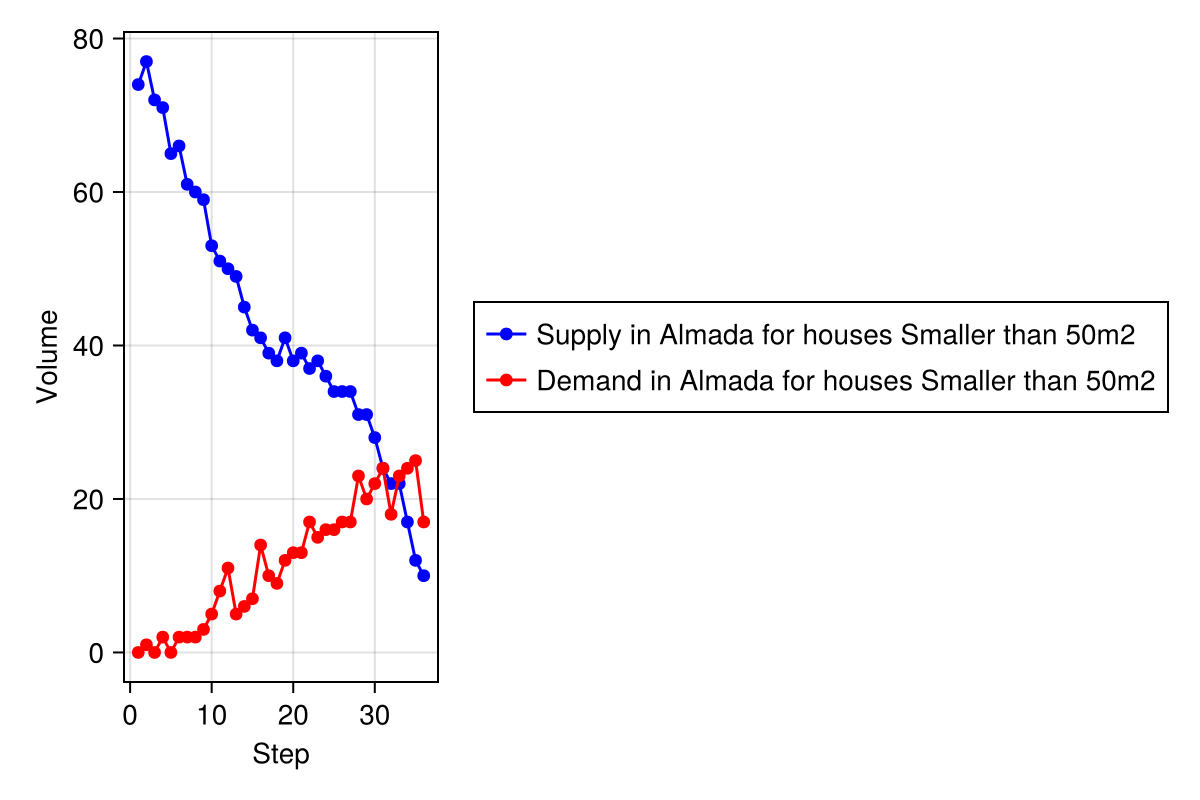 80
60
40
20
0
Volume
0 10 20 30
Step
Supply in Almada for houses Smaller than 50m2
Demand in Almada for houses Smaller than 50m2